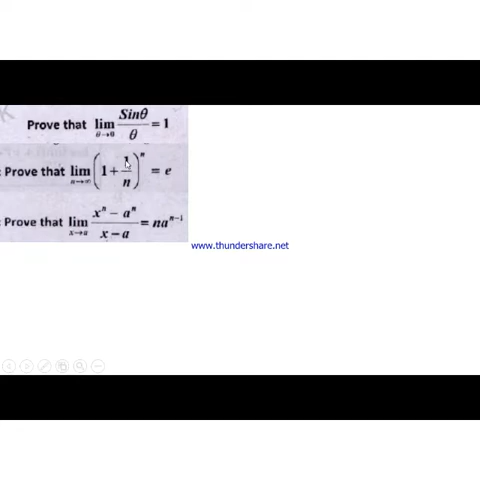 Prove that lim θ→0 Sinθ/θ = 1
: Prove that lim n→∞ (1+1/n)^n = e
: Prove that lim x→a (x^n − a^n)/(x−a) = na^(n−1)
www.thundershare.net